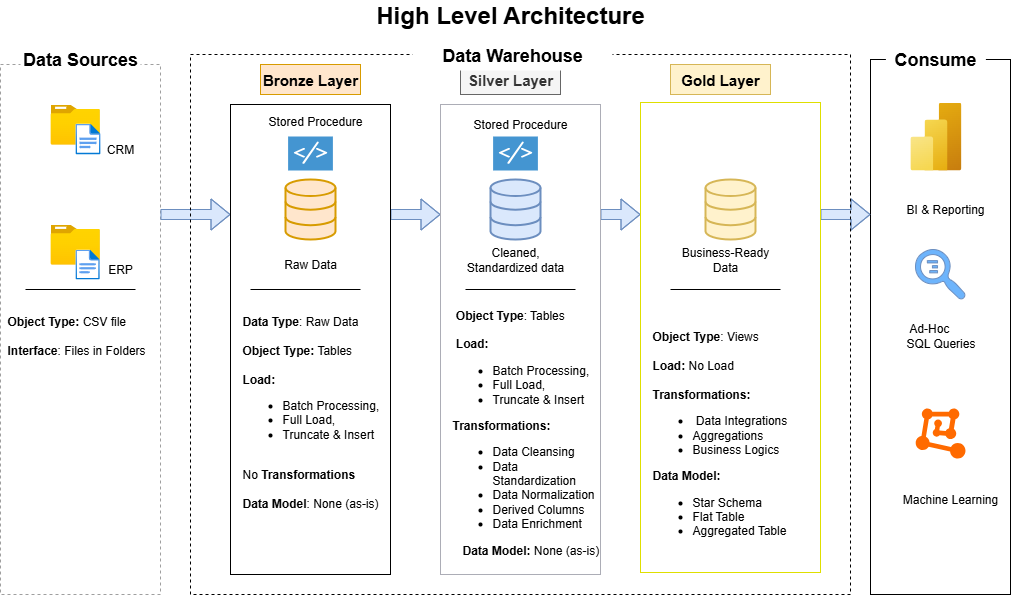 High Level Architecture
Data Sources
CRM
ERP
Object Type: CSV file
Interface: Files in Folders
Data Warehouse
Bronze Layer
Stored Procedure
</>
Raw Data
Data Type: Raw Data
Object Type: Tables
Load:
• Batch Processing,
• Full Load,
• Truncate & Insert
No Transformations
Data Model: None (as-is)
Silver Layer
Stored Procedure
</>
Cleaned,
Standardized data
Object Type: Tables
Load:
• Batch Processing,
• Full Load,
• Truncate & Insert
Transformations:
• Data Cleansing
• Data
Standardization
• Data Normalization
• Derived Columns
• Data Enrichment
Data Model: None (as-is)
Gold Layer
Business-Ready
Data
Object Type: Views
Load: No Load
Transformations:
• Data Integrations
• Aggregations
• Business Logics
Data Model:
• Star Schema
• Flat Table
• Aggregated Table
Consume
BI & Reporting
Ad-Hoc
SQL Queries
Machine Learning